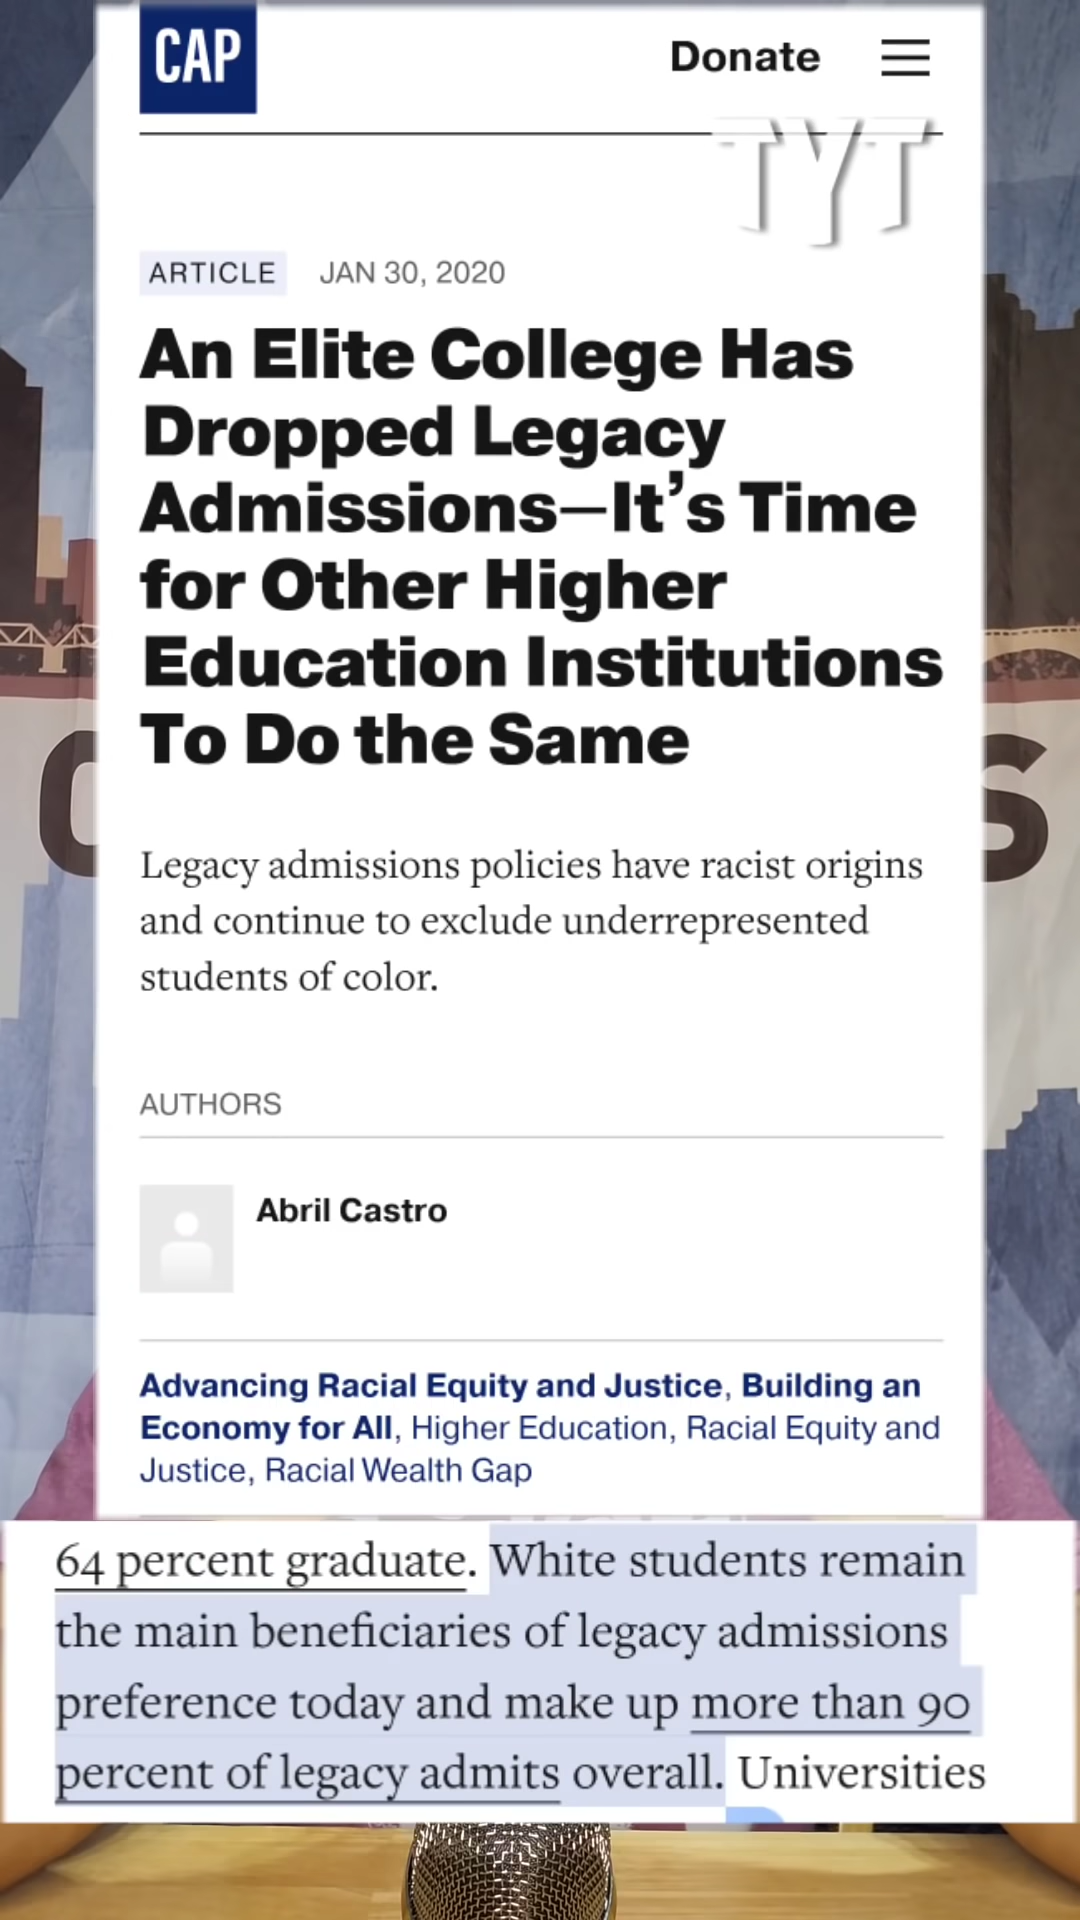 CAP
Donate
TYT
ARTICLE JAN 30, 2020
An Elite College Has
Dropped Legacy
Admissions—It’s Time
for Other Higher
Education Institutions
To Do the Same
Legacy admissions policies have racist origins
and continue to exclude underrepresented
students of color.
AUTHORS
Abril Castro
Advancing Racial Equity and Justice, Building an
Economy for All, Higher Education, Racial Equity and
Justice, Racial Wealth Gap
64 percent graduate. White students remain
the main beneficiaries of legacy admissions
preference today and make up more than 90
percent of legacy admits overall. Universities